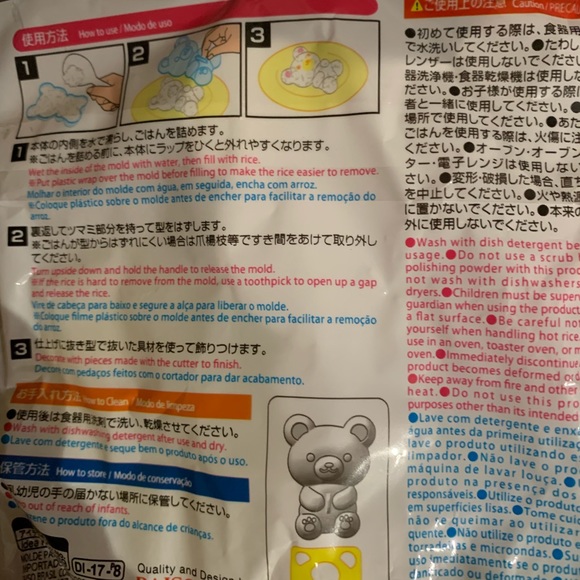 使用方法 How to use / Modo de uso
1
2
3
1 本体の内側を水で濡らし、ごはんを詰めます。
※ごはんを詰める前に、本体にラップをひくと外れやすくなります。
Wet the inside of the mold with water, then fill with rice.
※Put plastic wrap over the mold before filling to make the rice easier to remove.
Molhar o interior do molde com água, em seguida, encha com arroz.
※Coloque plástico sobre o molde antes de encher para facilitar a remoção do
arroz.
2 裏返してツマミ部分を持って型をはずします。
※ごはんが型からはずれにくい場合は爪楊枝等ですき間をあけて取り外し
てください。
Turn upside down and hold the handle to release the mold.
※If the rice is hard to remove from the mold, use a toothpick to open up a gap
and release the rice.
Vire de cabeça para baixo e segure a alça para liberar o molde.
※Coloque filme plástico sobre o molde antes de encher para facilitar a remoção
do arroz.
3 仕上げに抜き型で抜いた具材を使って飾りつけます。
Decorate with pieces made with the cutter to finish.
Decore com pedaços feitos com o cortador para dar acabamento.
お手入れ方法 How to Clean / Modo de limpeza
●使用後は食器用洗剤で洗い、乾燥させてください。
●Wash with dishwashing detergent after use and dry.
●Lave com detergente e seque bem o produto após o uso.
保管方法 How to store / Modo de conservação
乳幼児の手の届かない場所に保管してください。
out of reach of infants.
o produto fora do alcance de crianças.
MOLDE PA
IMPORTADO
DI-17-8
Quality and Design
⚠ご使用上の注意 Caution/PRECA
●初めて使用する際は、食器用
で水洗いしてください。●たわし
レンザーは使用しないでくださ
器洗浄機・食器乾燥機は使用しな
ださい。●お子様が使用する際
者と一緒に使用してください。●
場所で使用してください。●あた
ごはんを使用する際は、火傷に注
ください。●オーブン・オーブン
ター・電子レンジは使用しない
さい。●変形・破損した場合、直ち
を中止してください。●火や熱源
に置かないでください。●本来の
外に使用しないでください。
●Wash with dish detergent be
usage. ●Do not use a scrub
polishing powder with this prod
not wash with dishwashers
dryers. ●Children must be super
guardian when using the product
a flat surface. ●Be careful no
yourself when handling hot rice.
use in an oven, toaster oven, or m
oven. ●Immediately discontinue
product becomes deformed or
●Keep away from fire and other
heat. ●Do not use this pro
purposes other than its intended
●Lave com detergente e enx
água antes da primeira utiliza
lave o produto utilizando e
limpador. ●Não lave o pro
máquina de lavar louça. ●
produto na presença dos
responsáveis. ●Utilize o produto
em superfícies lisas. ●Tome cuid
não se queimar ao utilizar
quente. ●Não utilize o produto
torradeiras e microondas. ●Su
uso do produto se
danificado ou deformado.